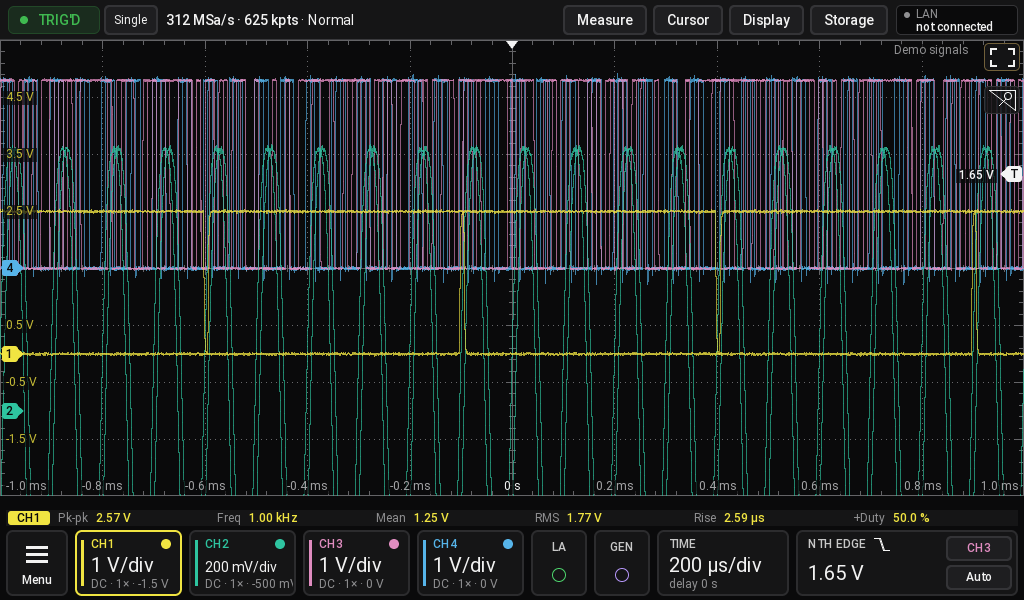 TRIG'D
Single
312 MSa/s · 625 kpts · Normal
Measure
Cursor
Display
Storage
LAN
not connected
Demo signals
4.5 V
3.5 V
1.65 V
T
2.5 V
4
0.5 V
1
-0.5 V
2
-1.5 V
-1.0 ms
-0.8 ms
-0.6 ms
-0.4 ms
-0.2 ms
0 s
0.2 ms
0.4 ms
0.6 ms
0.8 ms
1.0 ms
CH1 Pk-pk 2.57 V Freq 1.00 kHz Mean 1.25 V RMS 1.77 V Rise 2.59 µs +Duty 50.0 %
Menu
CH1
1 V/div
DC · 1× · -1.5 V
CH2
200 mV/div
DC · 1× · -500 mV
CH3
1 V/div
DC · 1× · 0 V
CH4
1 V/div
DC · 1× · 0 V
LA
GEN
TIME
200 µs/div
delay 0 s
N TH EDGE
1.65 V
CH3
Auto